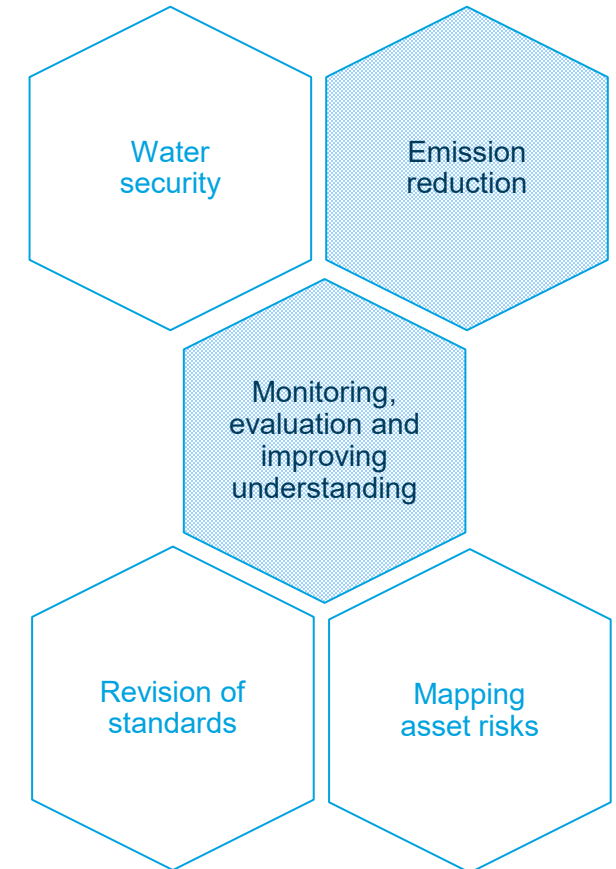 Water
security
Emission
reduction
Monitoring,
evaluation and
improving
understanding
Revision of
standards
Mapping
asset risks